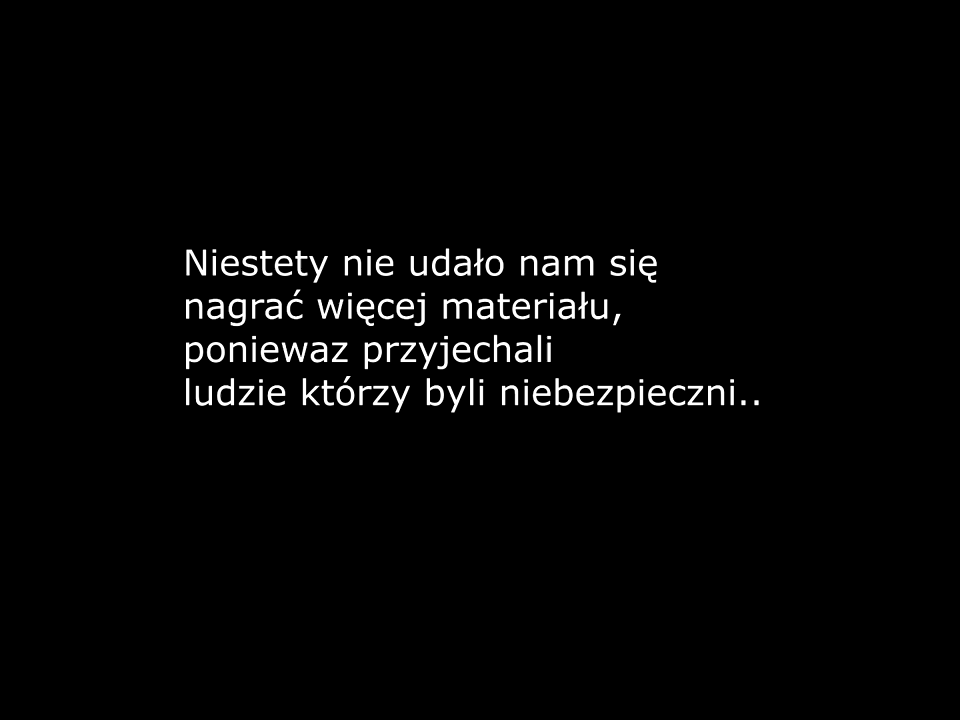 Niestety nie udało nam się
nagrać więcej materiału,
poniewaz przyjechali
ludzie którzy byli niebezpieczni..